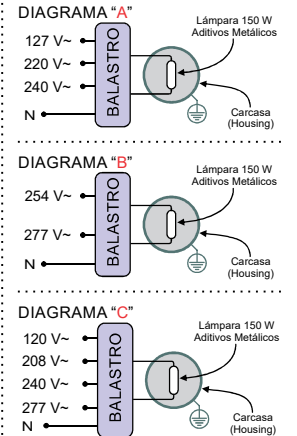 DIAGRAMA “A”
127 V~
220 V~
240 V~
N
BALASTRO
Lámpara 150 W
Aditivos Metálicos
Carcasa
(Housing)
DIAGRAMA “B”
254 V~
277 V~
N
BALASTRO
Lámpara 150 W
Aditivos Metálicos
Carcasa
(Housing)
DIAGRAMA “C”
120 V~
208 V~
240 V~
277 V~
N
BALASTRO
Lámpara 150 W
Aditivos Metálicos
Carcasa
(Housing)